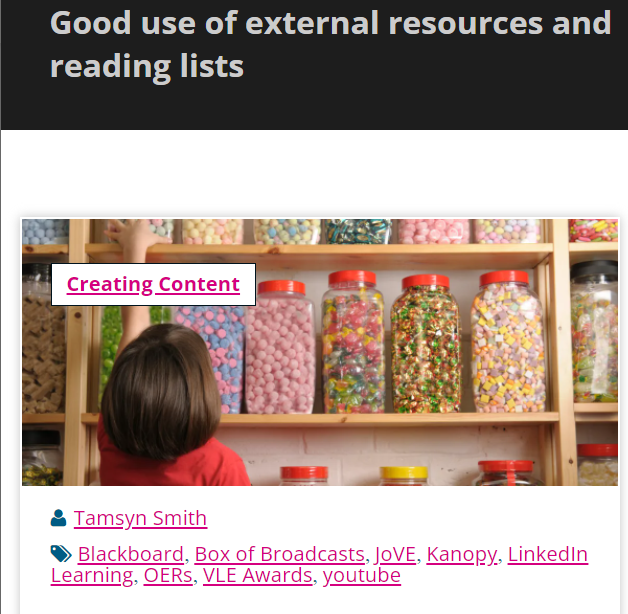 Good use of external resources and
reading lists
Creating Content
Tamsyn Smith
Blackboard, Box of Broadcasts, JoVE, Kanopy, LinkedIn
Learning, OERs, VLE Awards, youtube